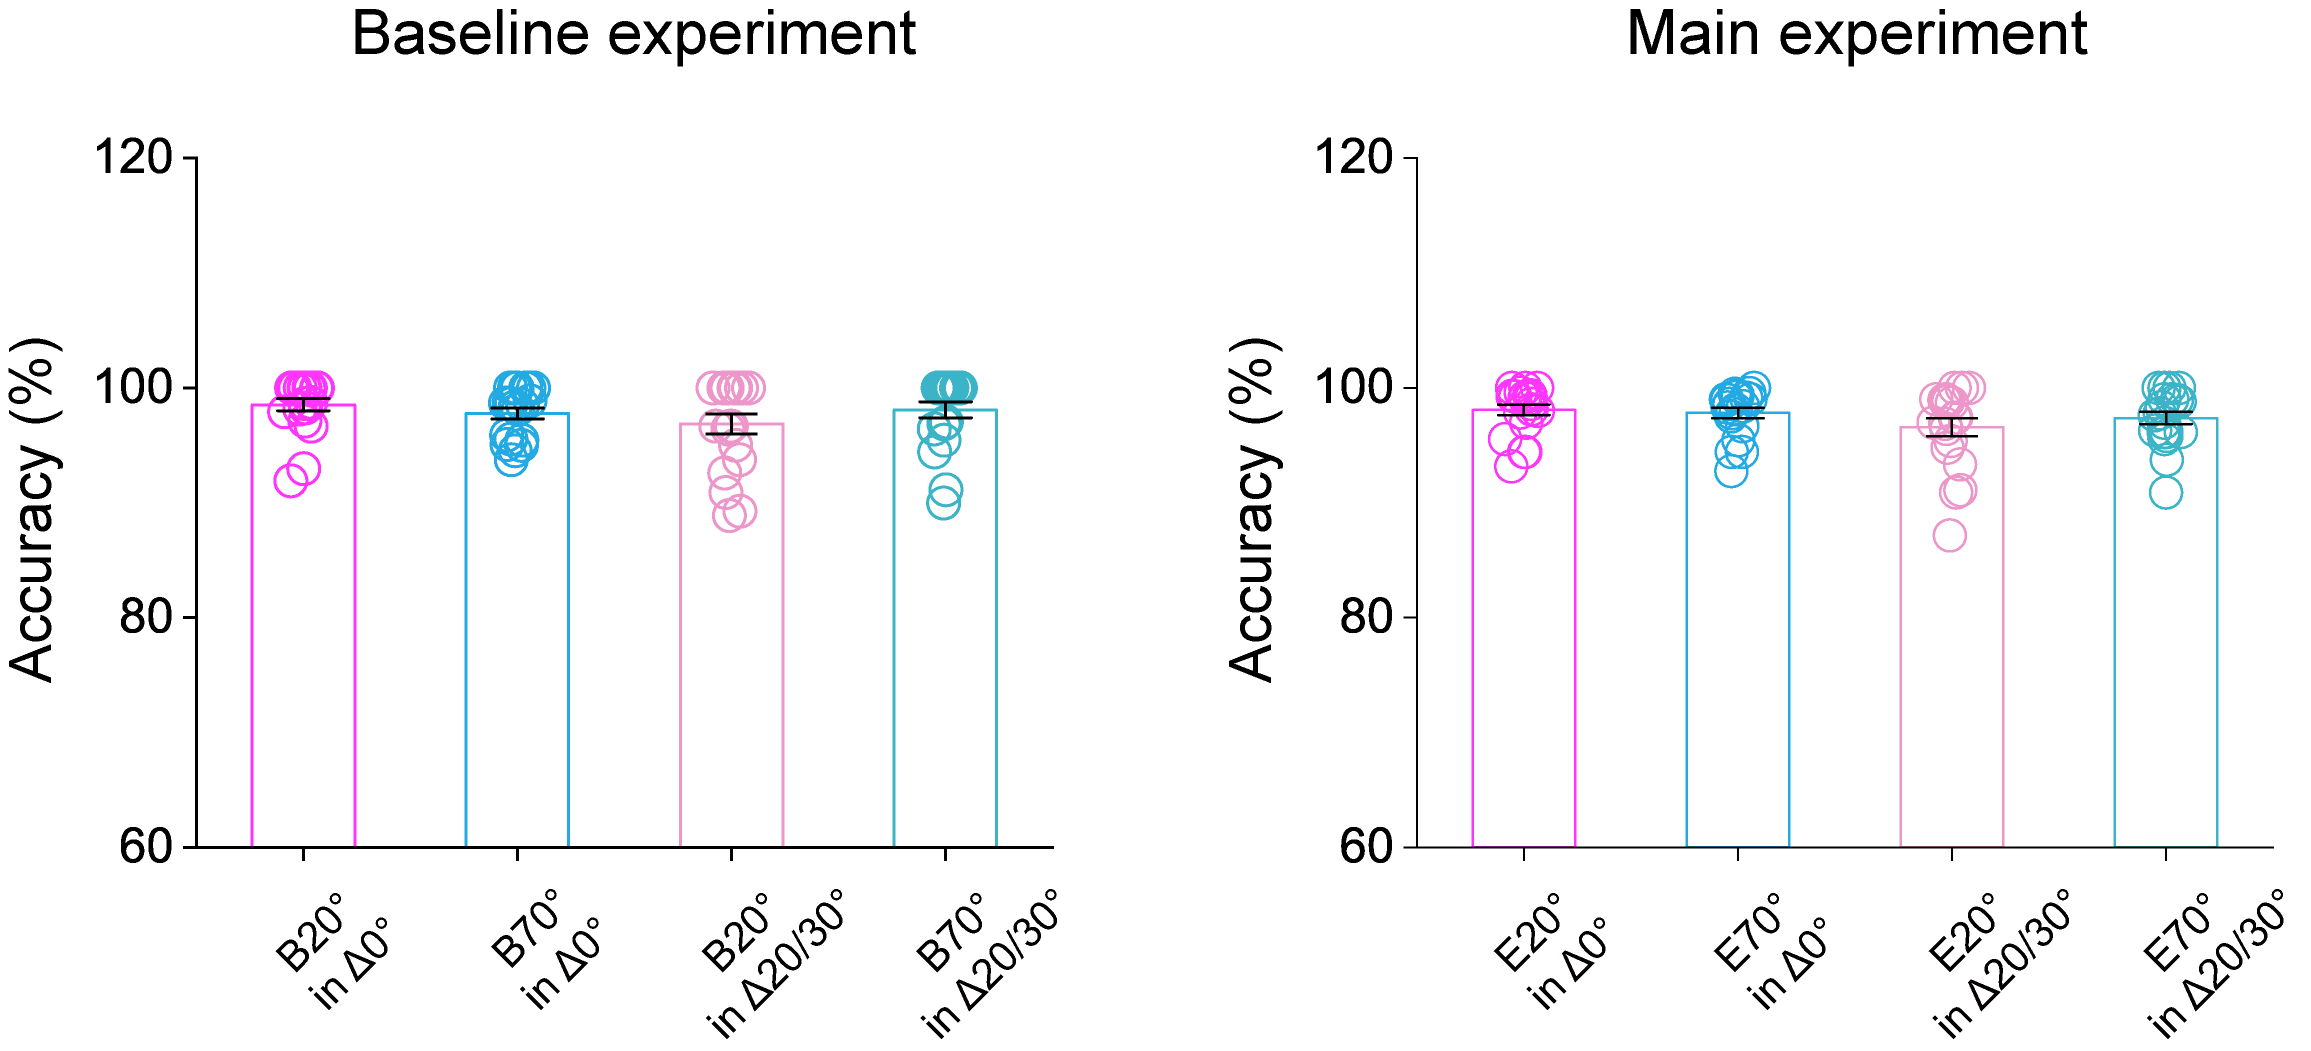 Baseline experiment
Accuracy (%)
120
100
80
60
B20°
in Δ0°
B70°
in Δ0°
B20°
in Δ20/30°
B70°
in Δ20/30°
Main experiment
Accuracy (%)
120
100
80
60
E20°
in Δ0°
E70°
in Δ0°
E20°
in Δ20/30°
E70°
in Δ20/30°